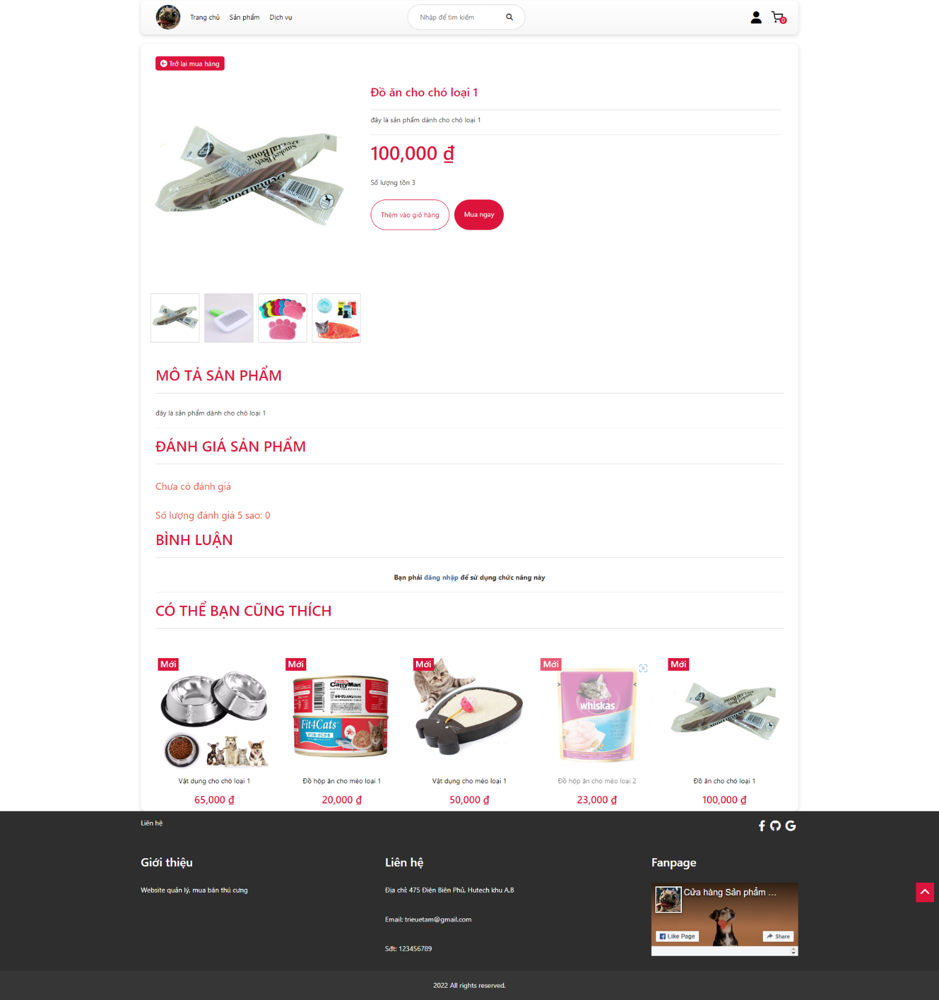 Trang chủ Sản phẩm Dịch vụ Nhập để tìm kiếm 0
Trở lại mua hàng
Đồ ăn cho chó loại 1
đây là sản phẩm dành cho chó loại 1
100,000 ₫
Số lượng tồn 3
Thêm vào giỏ hàng Mua ngay
Smoked Beefy
Dental Bone
Dental Bone
MÔ TẢ SẢN PHẨM
đây là sản phẩm dành cho chó loại 1
ĐÁNH GIÁ SẢN PHẨM
Chưa có đánh giá
Số lượng đánh giá 5 sao: 0
BÌNH LUẬN
Bạn phải đăng nhập để sử dụng chức năng này
CÓ THỂ BẠN CŨNG THÍCH
Mới Mới Mới Mới Mới
CattyMan
Fit4Cats
whiskas
Vật dụng cho chó loại 1 Đồ hộp ăn cho mèo loại 1 Vật dụng cho mèo loại 1 Đồ hộp ăn cho mèo loại 2 Đồ ăn cho chó loại 1
65,000 ₫ 20,000 ₫ 50,000 ₫ 23,000 ₫ 100,000 ₫
Liên hệ
Giới thiệu
Website quản lý, mua bán thú cưng
Liên hệ
Địa chỉ: 475 Điện Biên Phủ, Hutech khu A,B
Email: trieuetam@gmail.com
Sđt: 123456789
Fanpage
Cửa hàng Sản phẩm ...
Like Page Share
2022 All rights reserved.